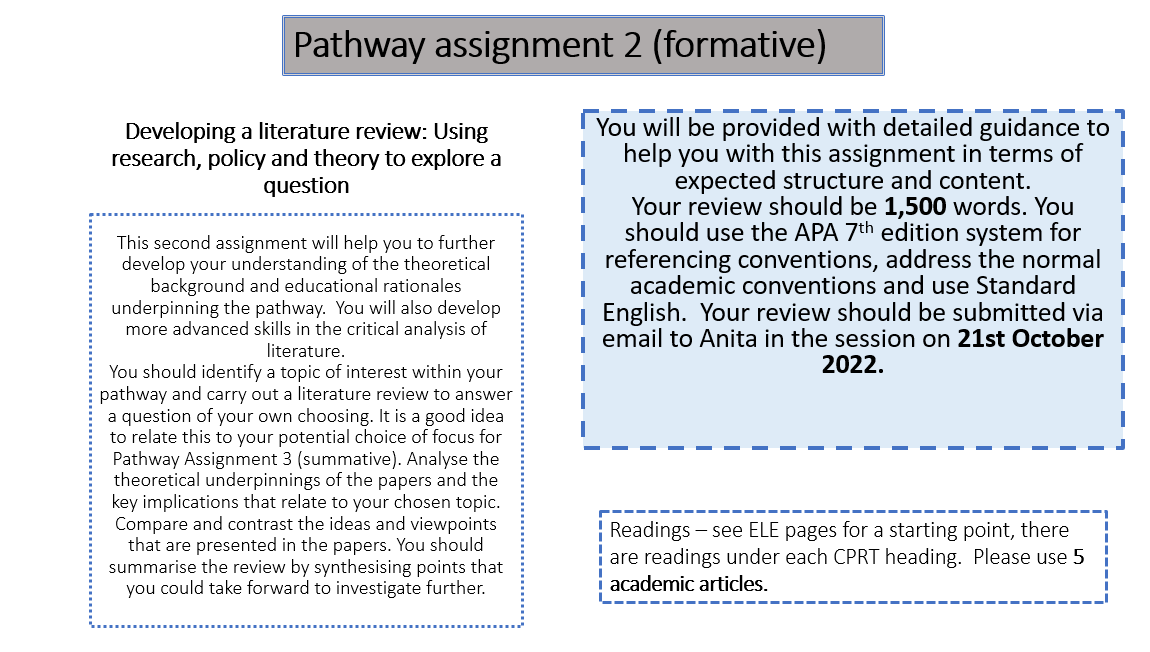 Pathway assignment 2 (formative)
Developing a literature review: Using
research, policy and theory to explore a
question
This second assignment will help you to further
develop your understanding of the theoretical
background and educational rationales
underpinning the pathway.  You will also develop
more advanced skills in the critical analysis of
literature.
You should identify a topic of interest within your
pathway and carry out a literature review to answer
a question of your own choosing. It is a good idea
to relate this to your potential choice of focus for
Pathway Assignment 3 (summative). Analyse the
theoretical underpinnings of the papers and the
key implications that relate to your chosen topic.
Compare and contrast the ideas and viewpoints
that are presented in the papers. You should
summarise the review by synthesising points that
you could take forward to investigate further.
You will be provided with detailed guidance to
help you with this assignment in terms of
expected structure and content.
Your review should be 1,500 words. You
should use the APA 7th edition system for
referencing conventions, address the normal
academic conventions and use Standard
English.  Your review should be submitted via
email to Anita in the session on 21st October
2022.
Readings – see ELE pages for a starting point, there
are readings under each CPRT heading.  Please use 5
academic articles.